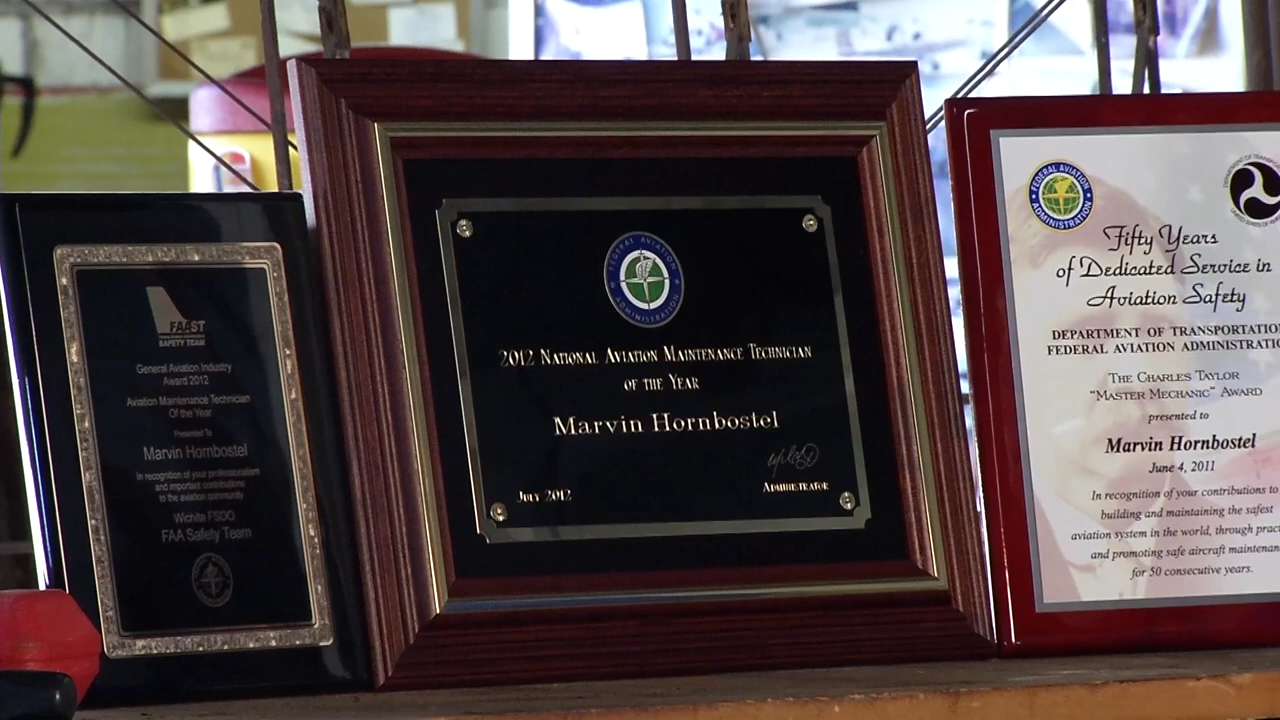 FAAST
SAFETY TEAM
General Aviation Industry
Award 2012
Aviation Maintenance Technician
Of the Year
Presented To
Marvin Hornbostel
In recognition of your professionalism
and important contributions
to the aviation community
Wichita FSDO
FAA Safety Team
FEDERAL AVIATION
ADMINISTRATION
2012 National Aviation Maintenance Technician
of the Year
Marvin Hornbostel
July 2012
Administrator
FEDERAL AVIATION
ADMINISTRATION
Fifty Years
of Dedicated Service in
Aviation Safety
DEPARTMENT OF TRANSPORTATIO
FEDERAL AVIATION ADMINISTRATIO
The Charles Taylor
"Master Mechanic" Award
presented to
Marvin Hornbostel
June 4, 2011
In recognition of your contributions to
building and maintaining the safest
aviation system in the world, through pract
and promoting safe aircraft maintenan
for 50 consecutive years.